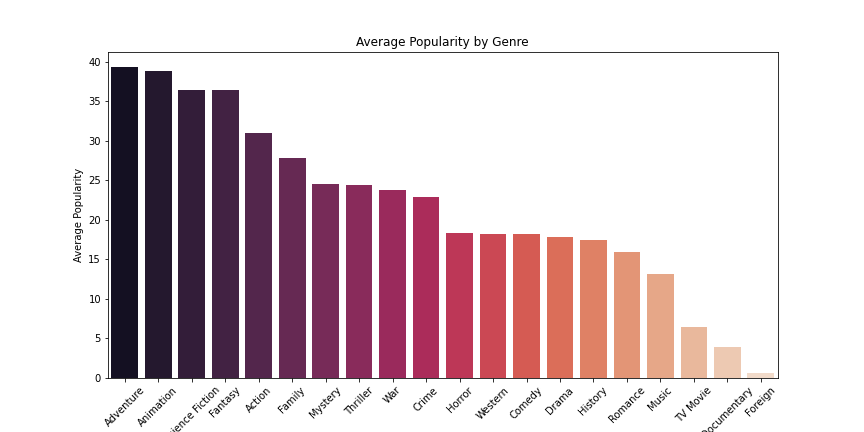 Average Popularity by Genre
Average Popularity
40
35
30
25
20
15
10
5
0
Adventure
Animation
ience Fiction
Fantasy
Action
Family
Mystery
Thriller
War
Crime
Horror
Western
Comedy
Drama
History
Romance
Music
TV Movie
Documentary
Foreign